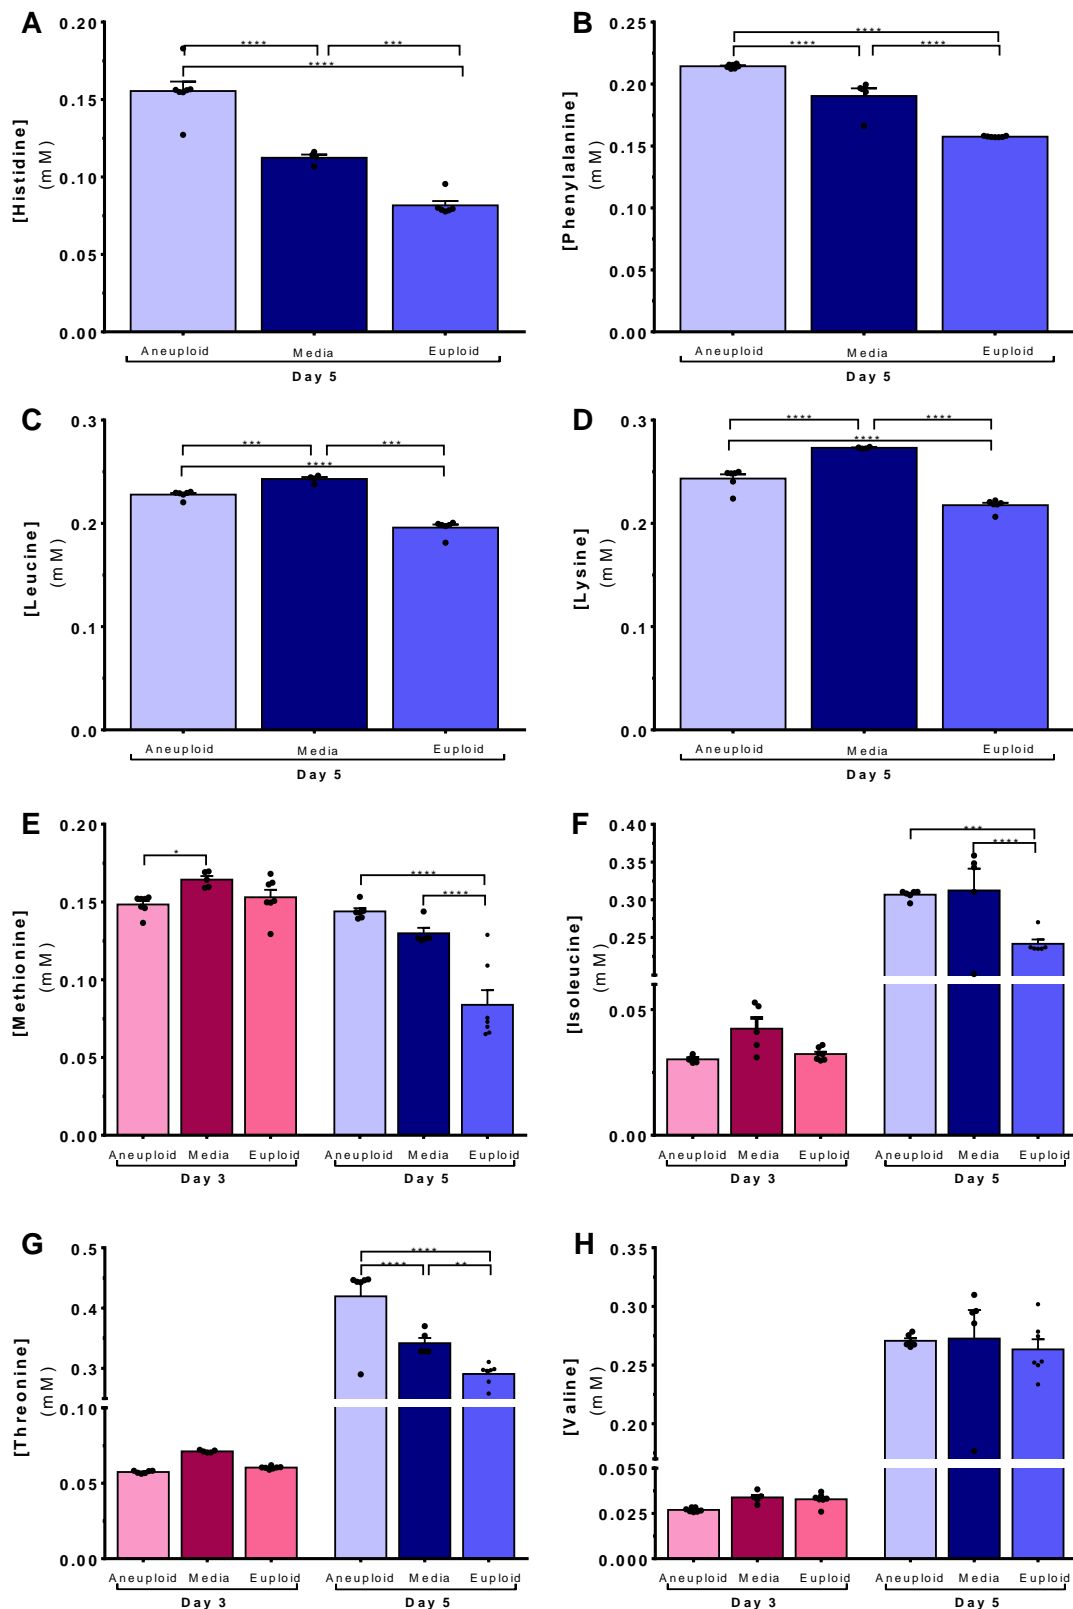 A
[Histidine]
(mM)
0.20
0.15
0.10
0.05
0.00
****
***
****
Aneuploid
Media
Euploid
Day 5
B
[Phenylalanine]
(mM)
0.25
0.20
0.15
0.10
0.05
0.00
****
****
****
Aneuploid
Media
Euploid
Day 5
C
[Leucine]
(mM)
0.3
0.2
0.1
0.0
***
***
****
Aneuploid
Media
Euploid
Day 5
D
[Lysine]
(mM)
0.3
0.2
0.1
0.0
****
****
****
Aneuploid
Media
Euploid
Day 5
E
[Methionine]
(mM)
0.20
0.15
0.10
0.05
0.00
*
****
****
Aneuploid Media Euploid
Day 3
Aneuploid Media Euploid
Day 5
F
[Isoleucine]
(mM)
0.40
0.35
0.30
0.25
0.05
0.00
***
****
Aneuploid Media Euploid
Day 3
Aneuploid Media Euploid
Day 5
G
[Threonine]
(mM)
0.5
0.4
0.3
0.10
0.05
0.00
****
****
**
Aneuploid Media Euploid
Day 3
Aneuploid Media Euploid
Day 5
H
[Valine]
(mM)
0.35
0.30
0.25
0.20
0.050
0.025
0.000
Aneuploid Media Euploid
Day 3
Aneuploid Media Euploid
Day 5